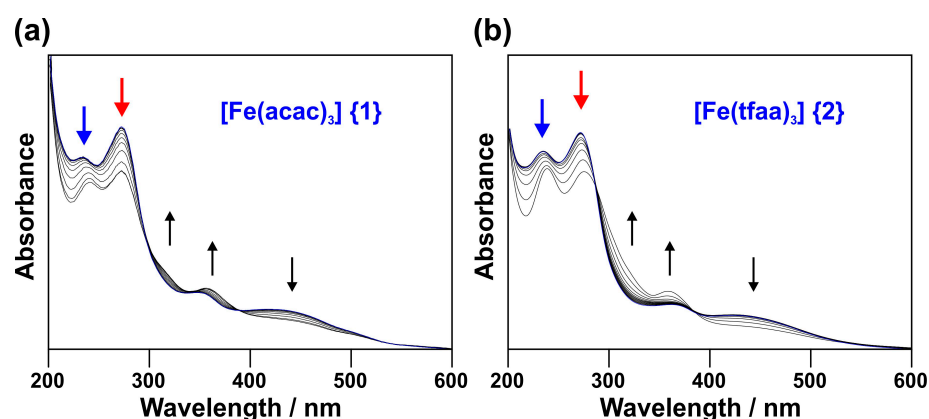 (a)
[Fe(acac)₃] {1}
Absorbance
200 300 400 500 600
Wavelength / nm
(b)
[Fe(tfaa)₃] {2}
Absorbance
200 300 400 500 600
Wavelength / nm